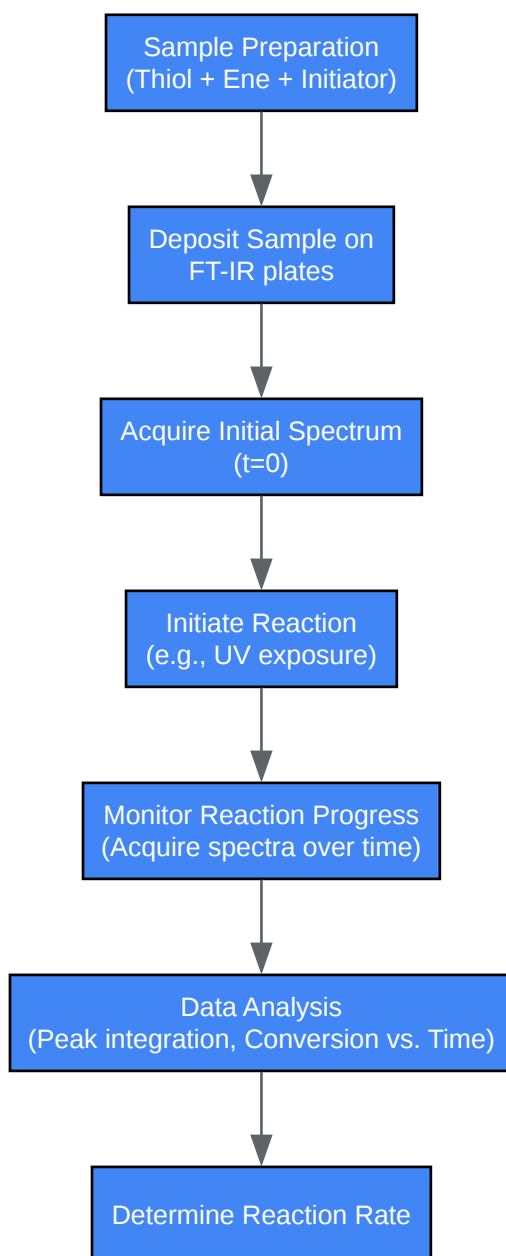 Sample Preparation
(Thiol + Ene + Initiator)
Deposit Sample on
FT-IR plates
Acquire Initial Spectrum
(t=0)
Initiate Reaction
(e.g., UV exposure)
Monitor Reaction Progress
(Acquire spectra over time)
Data Analysis
(Peak integration, Conversion vs. Time)
Determine Reaction Rate